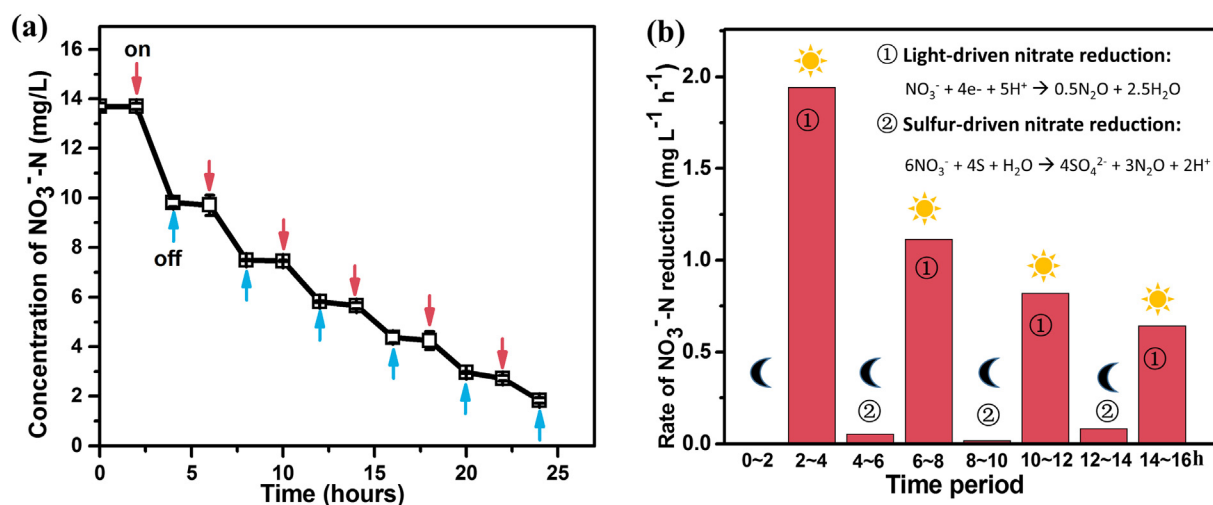 (a)
Concentration of NO₃⁻-N (mg/L)
16
14
12
10
8
6
4
2
0
on
off
0 5 10 15 20 25
Time (hours)
(b)
Rate of NO₃⁻-N reduction (mg L⁻¹ h⁻¹)
2.0
1.5
1.0
0.5
0.0
① Light-driven nitrate reduction:
NO₃⁻ + 4e- + 5H⁺ → 0.5N₂O + 2.5H₂O
② Sulfur-driven nitrate reduction:
6NO₃⁻ + 4S + H₂O → 4SO₄²⁻ + 3N₂O + 2H⁺
①
①
①
①
②
②
②
0~2 2~4 4~6 6~8 8~10 10~12 12~14 14~16h
Time period